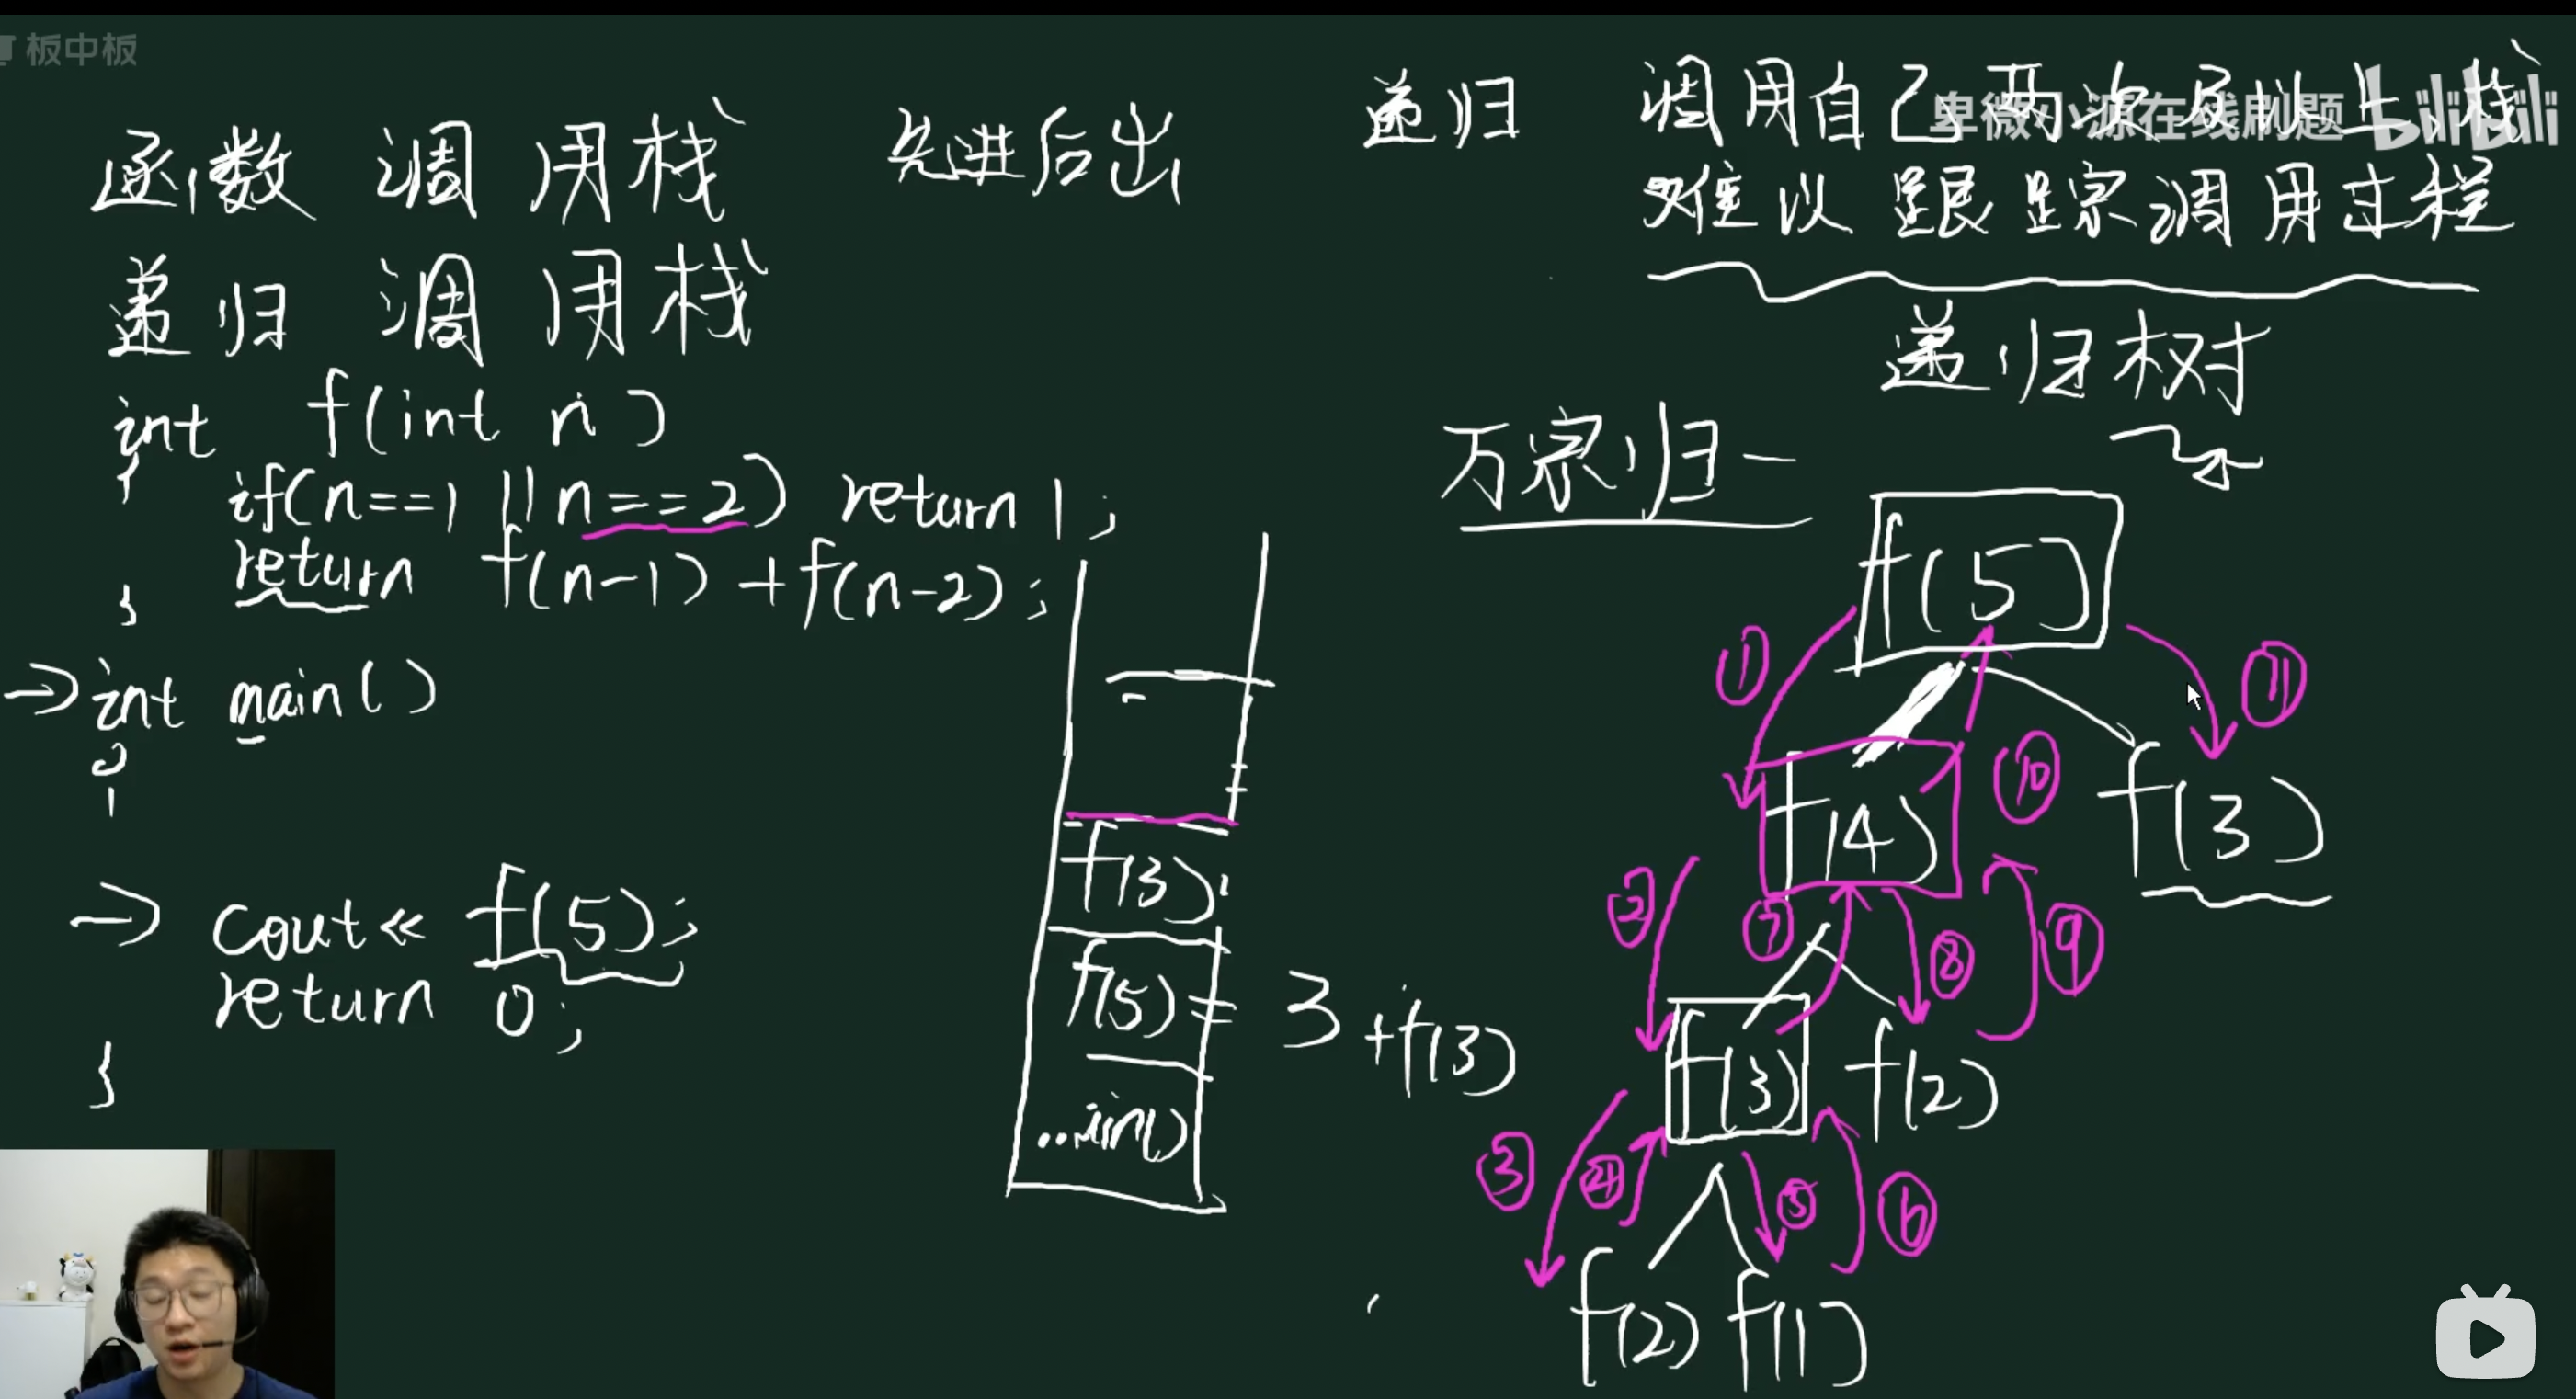 板中板
卑微小源在线刷题 bilibili
函数 调用栈 先进后出
递归 调用栈
int f(int n)
{
if(n==1 || n==2) return 1;
return f(n-1)+f(n-2);
}
→ int main()
{
→ cout << f(5);
return 0;
}
f(3)
f(5) = 3 + f(3)
递归 调用自己两次及以上,栈
难以跟踪调用过程
递归树
万宗归一
f(5)
① ⑪
f(4) ⑩ f(3)
② ⑦ ⑧ ⑨
f(3) f(2)
③ ④ ⑤ ⑥
f(2) f(1)